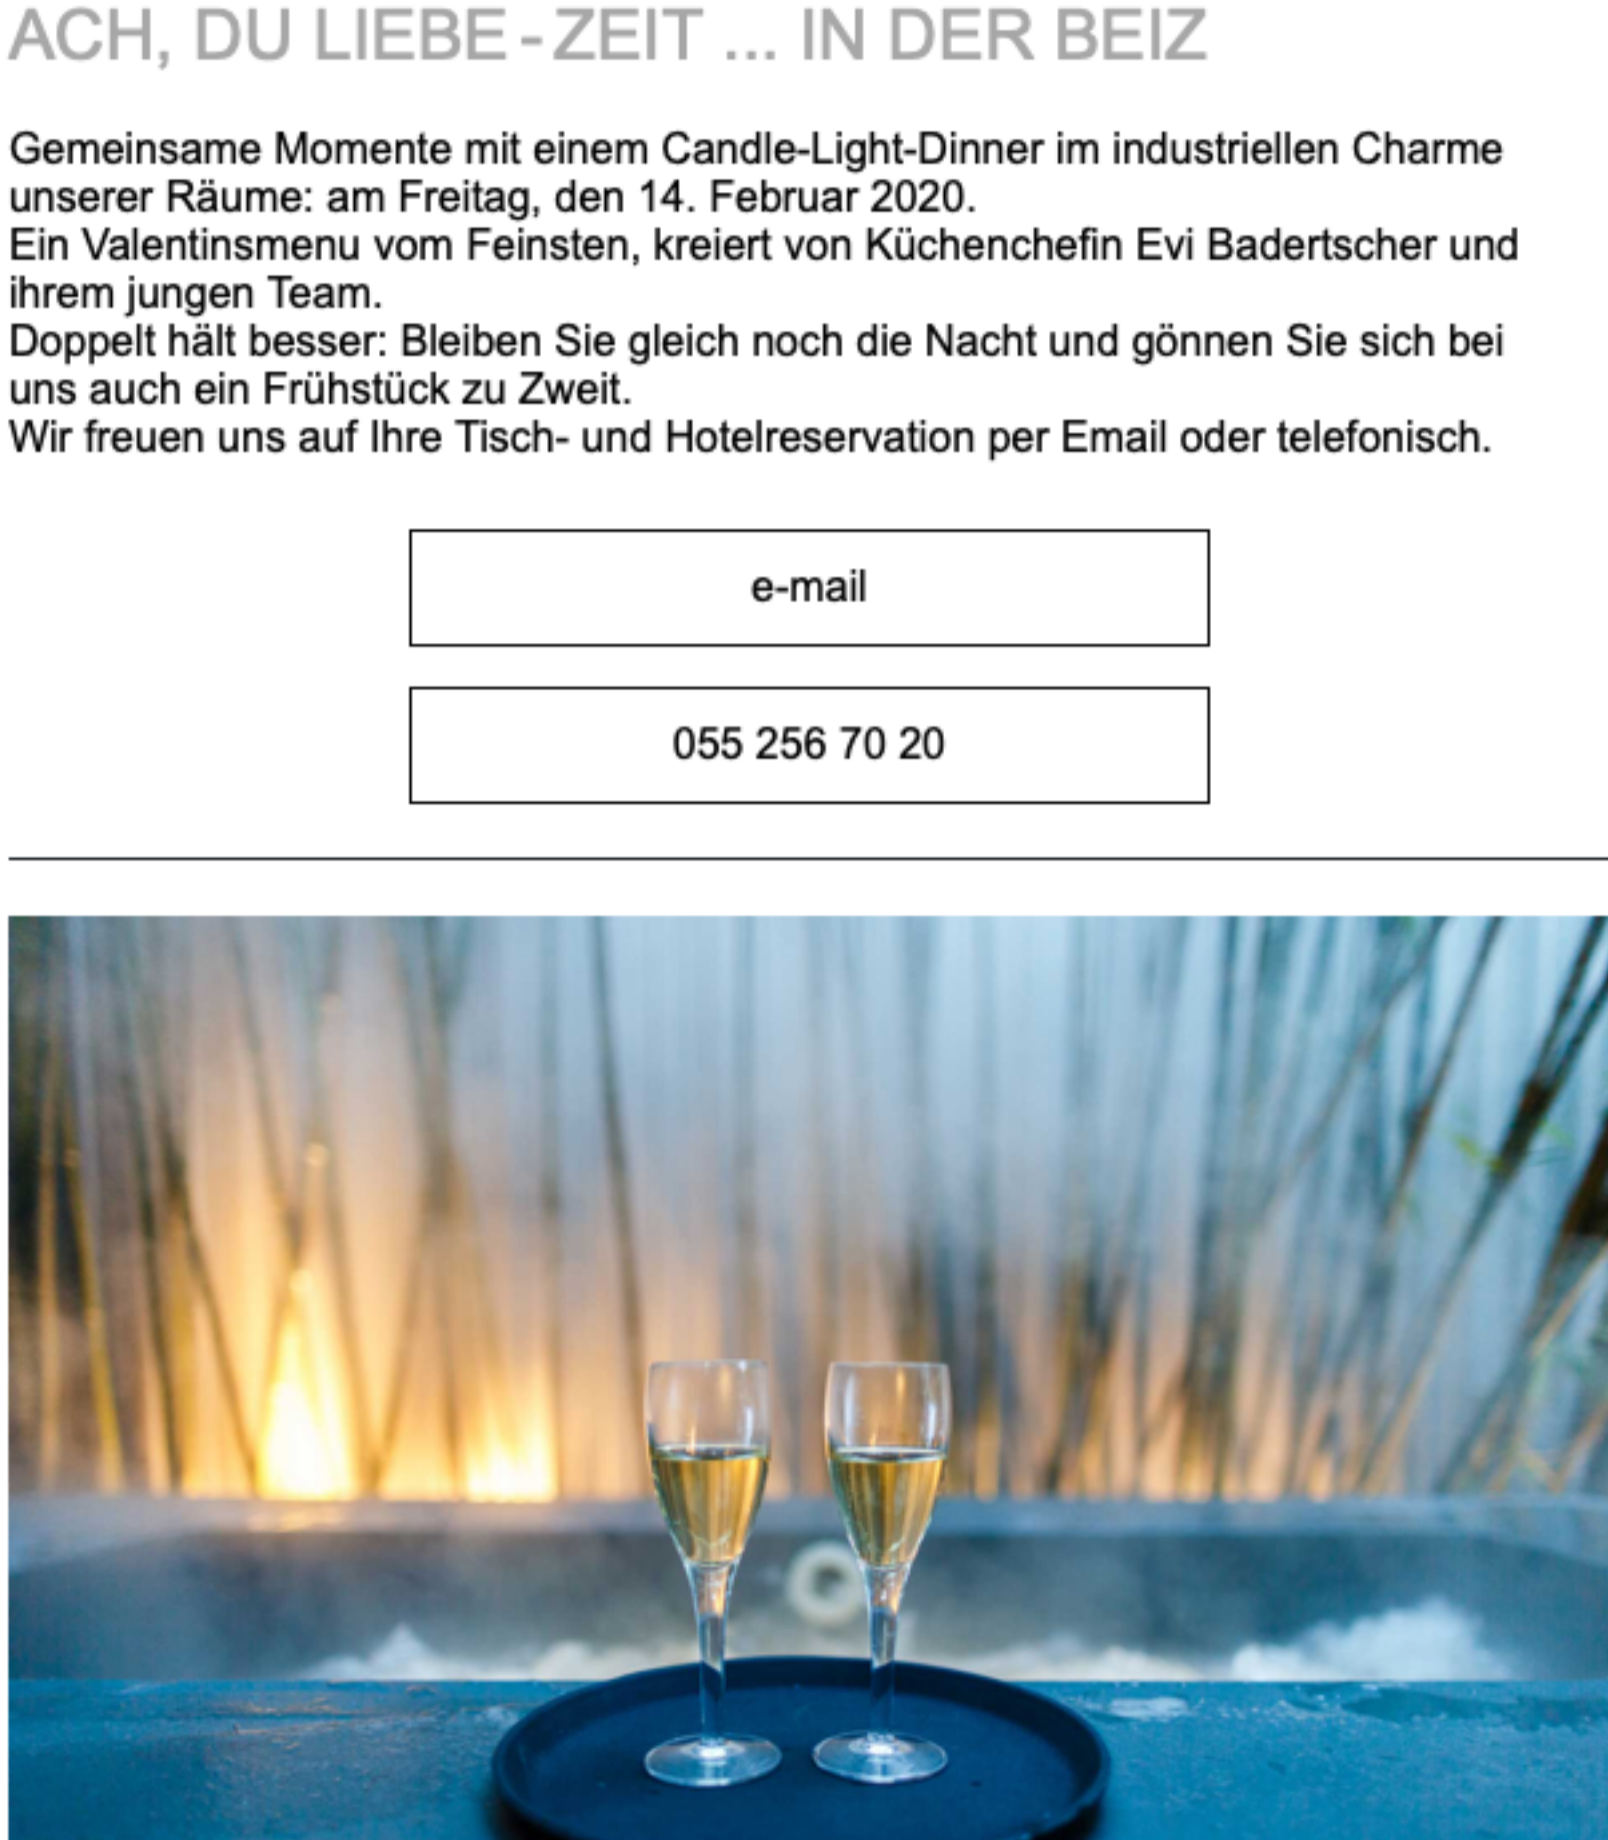 ACH, DU LIEBE - ZEIT ... IN DER BEIZ
Gemeinsame Momente mit einem Candle-Light-Dinner im industriellen Charme
unserer Räume: am Freitag, den 14. Februar 2020.
Ein Valentinsmenu vom Feinsten, kreiert von Küchenchefin Evi Badertscher und
ihrem jungen Team.
Doppelt hält besser: Bleiben Sie gleich noch die Nacht und gönnen Sie sich bei
uns auch ein Frühstück zu Zweit.
Wir freuen uns auf Ihre Tisch- und Hotelreservation per Email oder telefonisch.
e-mail
055 256 70 20